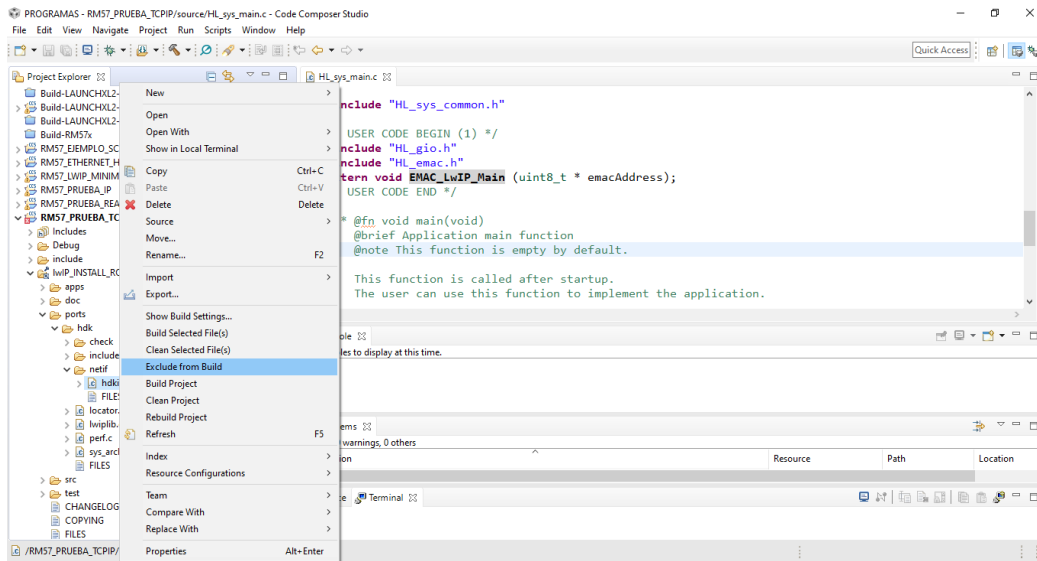 PROGRAMAS - RM57_PRUEBA_TCPIP/source/HL_sys_main.c - Code Composer Studio
File Edit View Navigate Project Run Scripts Window Help
Quick Access
Project Explorer
HL_sys_main.c
Build-LAUNCHXL2-
Build-LAUNCHXL2-
Build-LAUNCHXL2-
Build-RM57x
RM57_EJEMPLO_SC
RM57_ETHERNET_H
RM57_LWIP_MINIM
RM57_PRUEBA_IP
RM57_PRUEBA_REA
RM57_PRUEBA_TC
Includes
Debug
include
lwIP_INSTALL_RO
apps
doc
ports
hdk
check
include
netif
hdki
FILES
locator.
lwiplib.
perf.c
sys_arcl
FILES
src
test
CHANGELOG
COPYING
FILES
/RM57_PRUEBA_TCPIP/
New
Open
Open With
Show in Local Terminal
Copy Ctrl+C
Paste Ctrl+V
Delete Delete
Source
Move...
Rename... F2
Import
Export...
Show Build Settings...
Build Selected File(s)
Clean Selected File(s)
Exclude from Build
Build Project
Clean Project
Rebuild Project
Refresh F5
Index
Resource Configurations
Team
Compare With
Replace With
Properties Alt+Enter
nclude "HL_sys_common.h"
USER CODE BEGIN (1) */
nclude "HL_gio.h"
nclude "HL_emac.h"
tern void EMAC_LwIP_Main (uint8_t * emacAddress);
USER CODE END */
* @fn void main(void)
@brief Application main function
@note This function is empty by default.
This function is called after startup.
The user can use this function to implement the application.
ole
les to display at this time.
ems
warnings, 0 others
ion Resource Path Location
ce Terminal